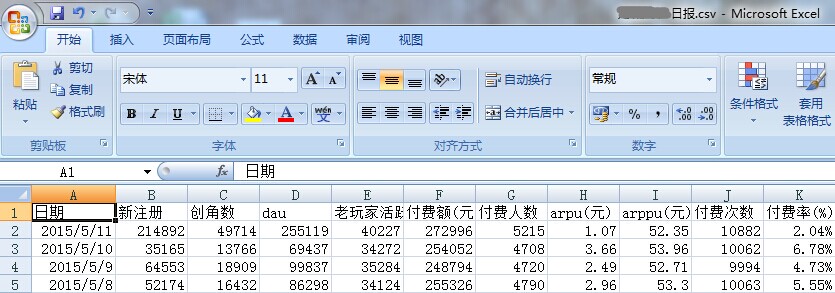 日报.csv - Microsoft Excel
开始 插入 页面布局 公式 数据 审阅 视图
粘贴 剪切 复制 格式刷 剪贴板
宋体 11 A A B I U A wén 文 字体
自动换行 合并后居中 对齐方式
常规 % , .0 .00 .00 .0 数字
条件格式 套用 表格格式
A1 fx 日期
A B C D E F G H I J K
1 日期 新注册 创角数 dau 老玩家活跃 付费额(元 付费人数 arpu(元) arppu(元) 付费次数 付费率(%)
2 2015/5/11 214892 49714 255119 40227 272996 5215 1.07 52.35 10882 2.04%
3 2015/5/10 35165 13766 69437 34272 254052 4708 3.66 53.96 10062 6.78%
4 2015/5/9 64553 18909 99837 35284 248794 4720 2.49 52.71 9994 4.73%
5 2015/5/8 52174 16432 86298 34124 255326 4790 2.96 53.3 10063 5.55%